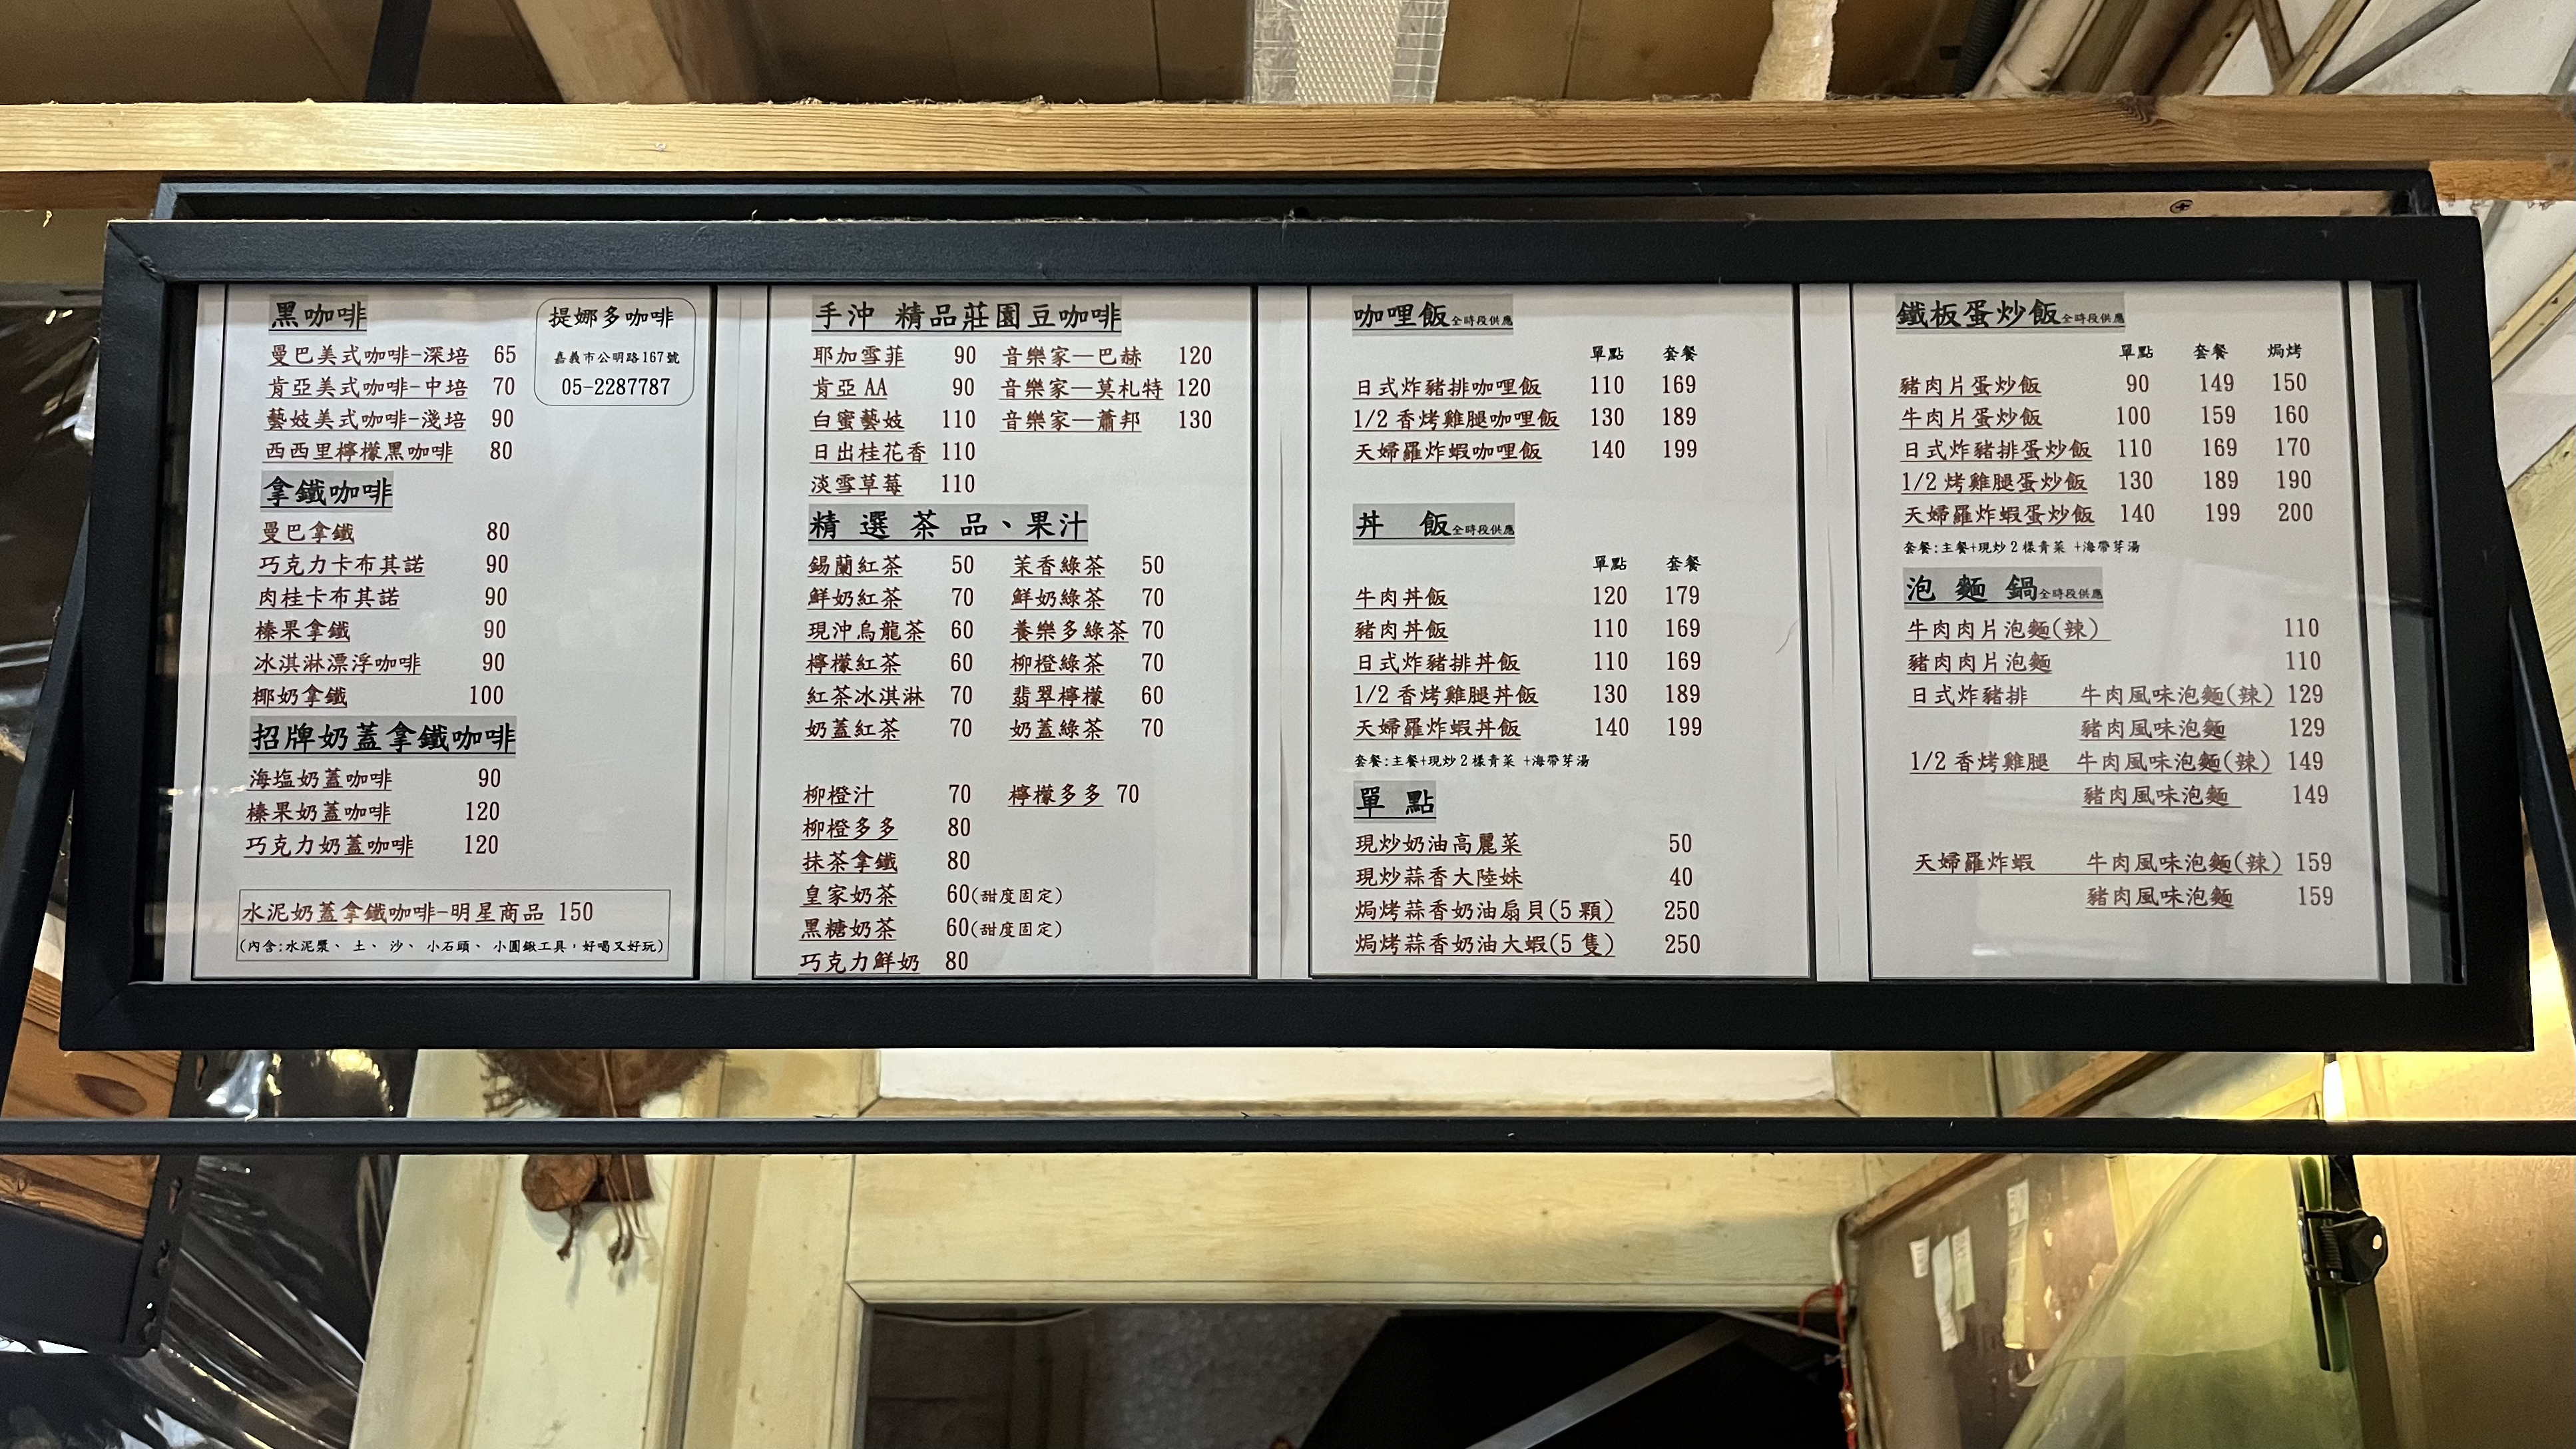 黑咖啡
曼巴美式咖啡-深培 65
肯亞美式咖啡-中培 70
藝妓美式咖啡-淺培 90
西西里檸檬黑咖啡 80
提娜多咖啡
嘉義市公明路167號
05-2287787
拿鐵咖啡
曼巴拿鐵 80
巧克力卡布其諾 90
肉桂卡布其諾 90
榛果拿鐵 90
冰淇淋漂浮咖啡 90
椰奶拿鐵 100
招牌奶蓋拿鐵咖啡
海塩奶蓋咖啡 90
榛果奶蓋咖啡 120
巧克力奶蓋咖啡 120
水泥奶蓋拿鐵咖啡-明星商品 150
(內含:水泥漿、 土、 沙、 小石頭、 小圓鍬工具,好喝又好玩)
手沖 精品莊園豆咖啡
耶加雪菲 90 音樂家—巴赫 120
肯亞 AA 90 音樂家—莫札特 120
白蜜藝妓 110 音樂家—蕭邦 130
日出桂花香 110
淡雪草莓 110
精 選 茶 品、果汁
錫蘭紅茶 50 茉香綠茶 50
鮮奶紅茶 70 鮮奶綠茶 70
現沖烏龍茶 60 養樂多綠茶 70
檸檬紅茶 60 柳橙綠茶 70
紅茶冰淇淋 70 翡翠檸檬 60
奶蓋紅茶 70 奶蓋綠茶 70
柳橙汁 70 檸檬多多 70
柳橙多多 80
抹茶拿鐵 80
皇家奶茶 60(甜度固定)
黑糖奶茶 60(甜度固定)
巧克力鮮奶 80
咖哩飯全時段供應
單點 套餐
日式炸豬排咖哩飯 110 169
1/2 香烤雞腿咖哩飯 130 189
天婦羅炸蝦咖哩飯 140 199
丼 飯全時段供應
單點 套餐
牛肉丼飯 120 179
豬肉丼飯 110 169
日式炸豬排丼飯 110 169
1/2 香烤雞腿丼飯 130 189
天婦羅炸蝦丼飯 140 199
套餐:主餐+現炒 2 樣青菜 +海帶芽湯
單 點
現炒奶油高麗菜 50
現炒蒜香大陸妹 40
焗烤蒜香奶油扇貝(5 顆) 250
焗烤蒜香奶油大蝦(5 隻) 250
鐵板蛋炒飯全時段供應
單點 套餐 焗烤
豬肉片蛋炒飯 90 149 150
牛肉片蛋炒飯 100 159 160
日式炸豬排蛋炒飯 110 169 170
1/2 烤雞腿蛋炒飯 130 189 190
天婦羅炸蝦蛋炒飯 140 199 200
套餐:主餐+現炒 2 樣青菜 +海帶芽湯
泡 麵 鍋全時段供應
牛肉肉片泡麵(辣) 110
豬肉肉片泡麵 110
日式炸豬排 牛肉風味泡麵(辣) 129
豬肉風味泡麵 129
1/2 香烤雞腿 牛肉風味泡麵(辣) 149
豬肉風味泡麵 149
天婦羅炸蝦 牛肉風味泡麵(辣) 159
豬肉風味泡麵 159